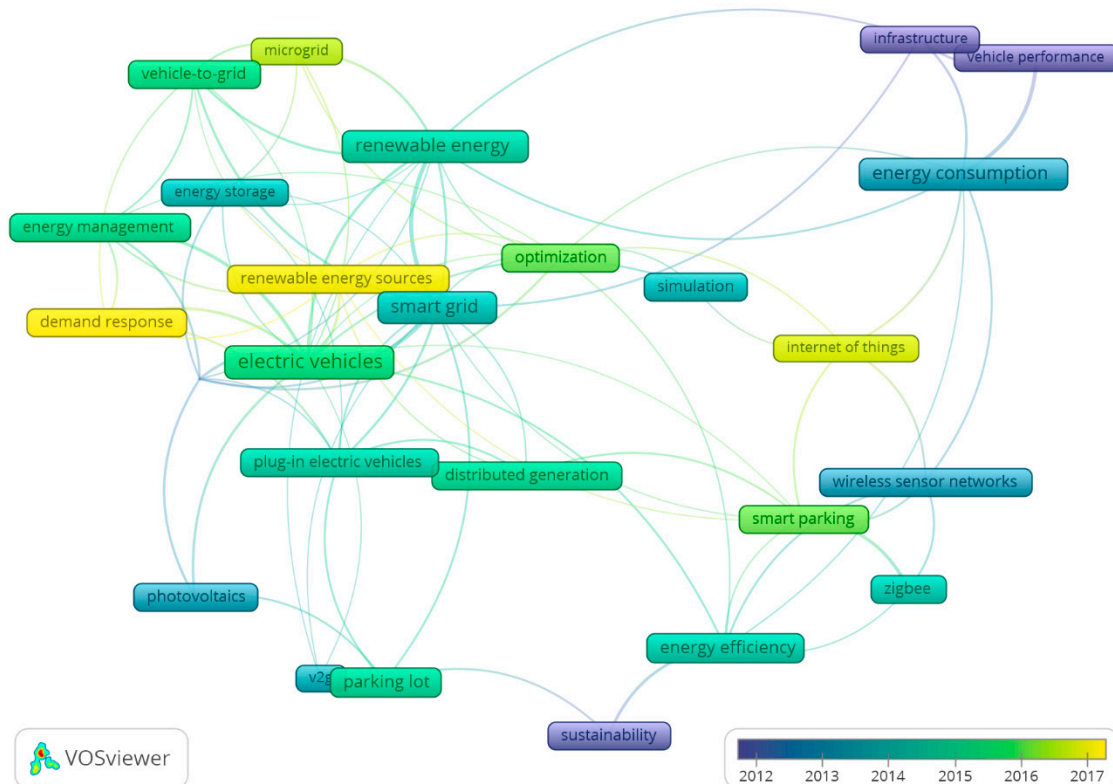 microgrid
infrastructure
vehicle-to-grid
vehicle performance
renewable energy
energy consumption
energy storage
energy management
optimization
renewable energy sources
simulation
smart grid
demand response
internet of things
electric vehicles
plug-in electric vehicles
distributed generation
wireless sensor networks
smart parking
zigbee
photovoltaics
energy efficiency
v2g
parking lot
sustainability
VOSviewer
2012 2013 2014 2015 2016 2017